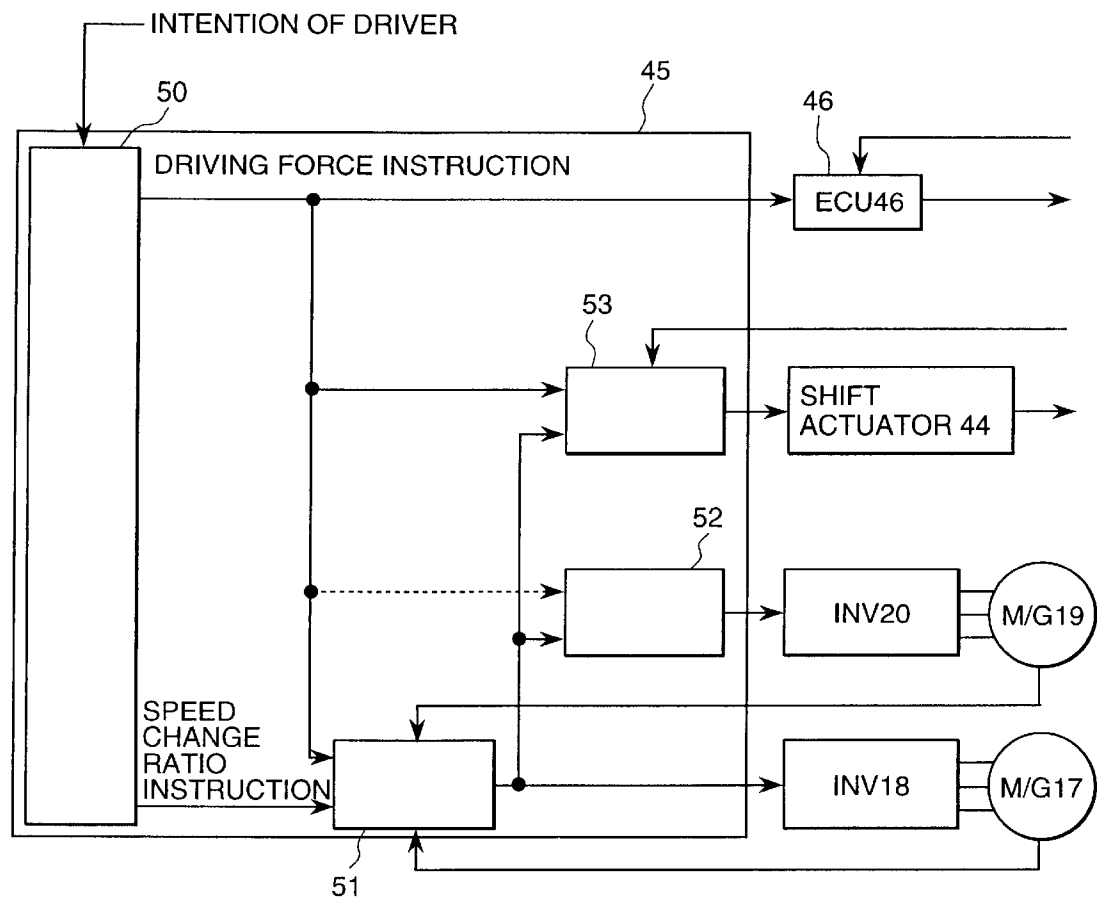 INTENTION OF DRIVER
50
45
46
DRIVING FORCE INSTRUCTION
ECU46
53
SHIFT
ACTUATOR 44
52
INV20
M/G19
SPEED
CHANGE
RATIO
INSTRUCTION
INV18
M/G17
51